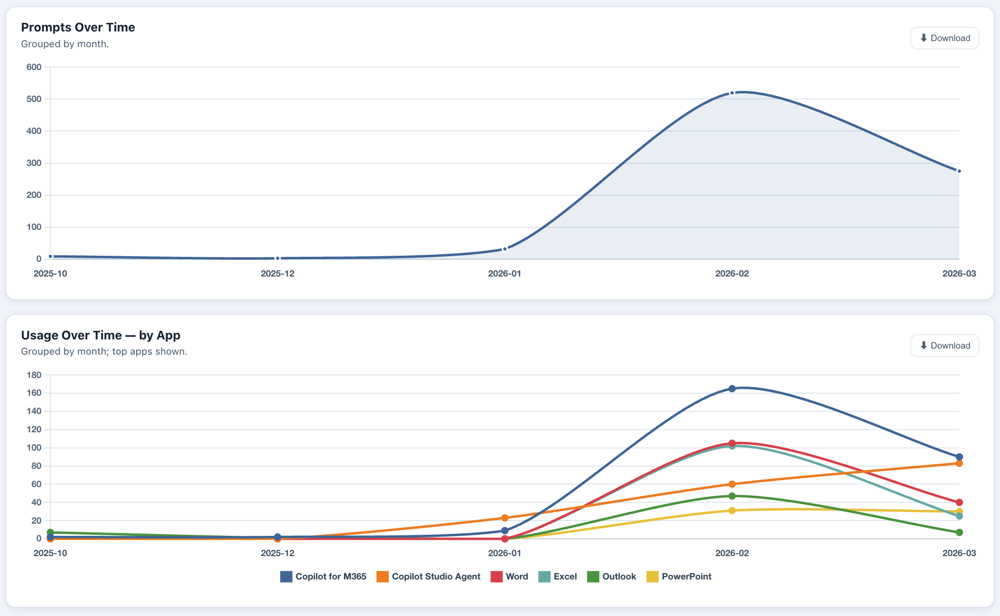 Prompts Over Time
Grouped by month.
⬇ Download
600
500
400
300
200
100
0
2025-10 2025-12 2026-01 2026-02 2026-03
Usage Over Time — by App
Grouped by month; top apps shown.
⬇ Download
180
160
140
120
100
80
60
40
20
0
2025-10 2025-12 2026-01 2026-02 2026-03
Copilot for M365 Copilot Studio Agent Word Excel Outlook PowerPoint